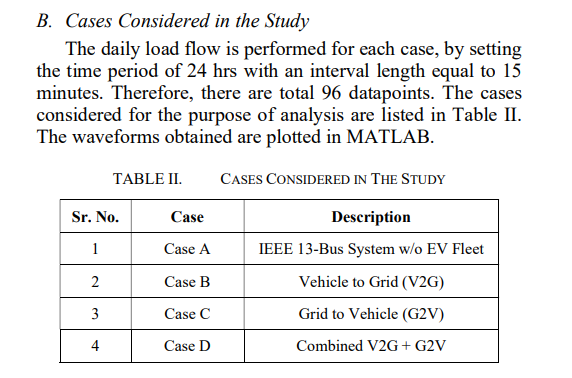 B. Cases Considered in the Study
The daily load flow is performed for each case, by setting
the time period of 24 hrs with an interval length equal to 15
minutes. Therefore, there are total 96 datapoints. The cases
considered for the purpose of analysis are listed in Table II.
The waveforms obtained are plotted in MATLAB.
TABLE II. CASES CONSIDERED IN THE STUDY
Sr. No. Case Description
1 Case A IEEE 13-Bus System w/o EV Fleet
2 Case B Vehicle to Grid (V2G)
3 Case C Grid to Vehicle (G2V)
4 Case D Combined V2G + G2V